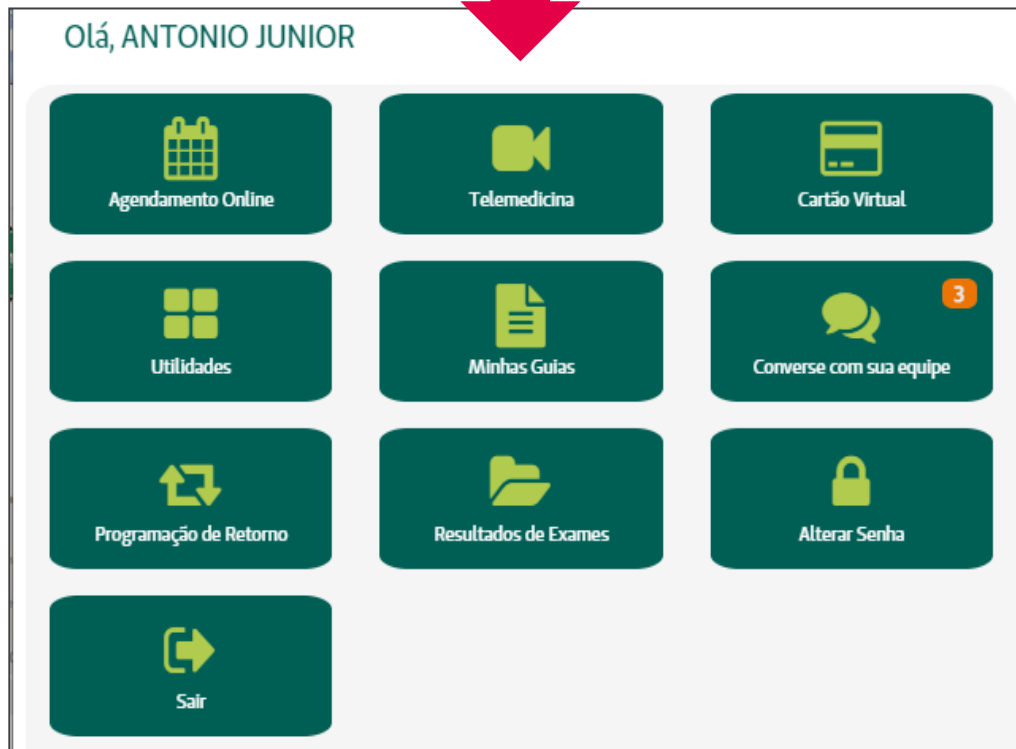 Olá, ANTONIO JUNIOR
Agendamento Online
Telemedicina
Cartão Virtual
Utilidades
Minhas Guias
3
Converse com sua equipe
Programação de Retorno
Resultados de Exames
Alterar Senha
Sair